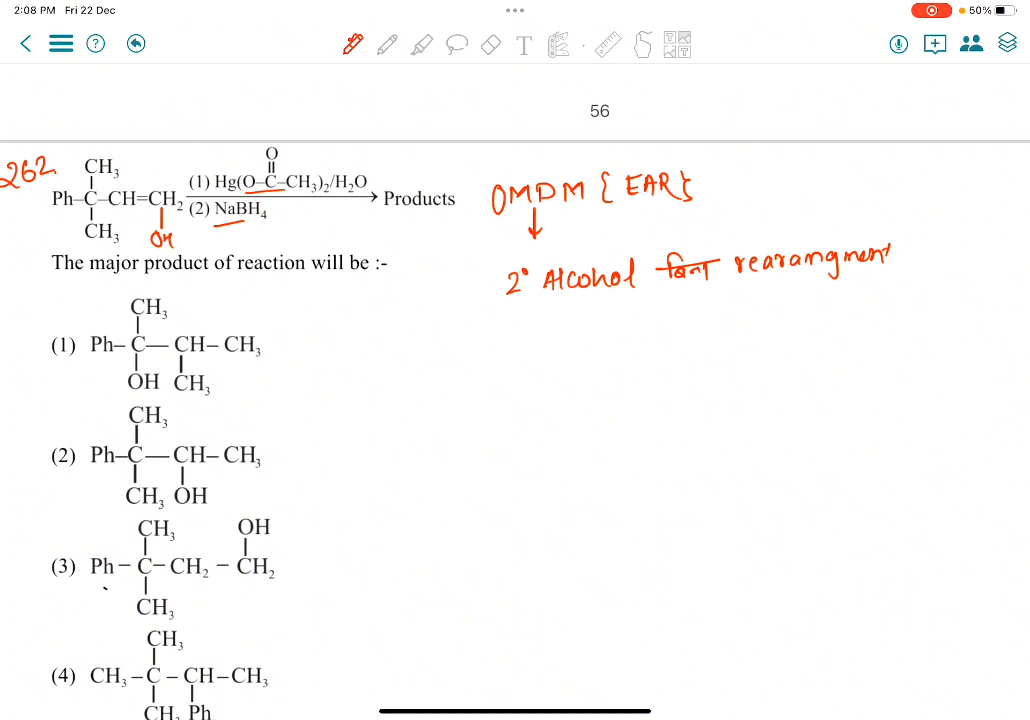 2:08 PM Fri 22 Dec
50%
T
56
262.
CH₃
Ph–C–CH=CH₂
CH₃
OH
O
(1) Hg(O–C–CH₃)₂/H₂O
(2) NaBH₄
Products
OMDM { EAR}
2° Alcohol बिना rearangment
The major product of reaction will be :-
CH₃
(1) Ph–C—CH–CH₃
OH CH₃
CH₃
(2) Ph–C—CH–CH₃
CH₃ OH
CH₃ OH
(3) Ph–C–CH₂–CH₂
CH₃
CH₃
(4) CH₃–C–CH–CH₃
CH₃ Ph